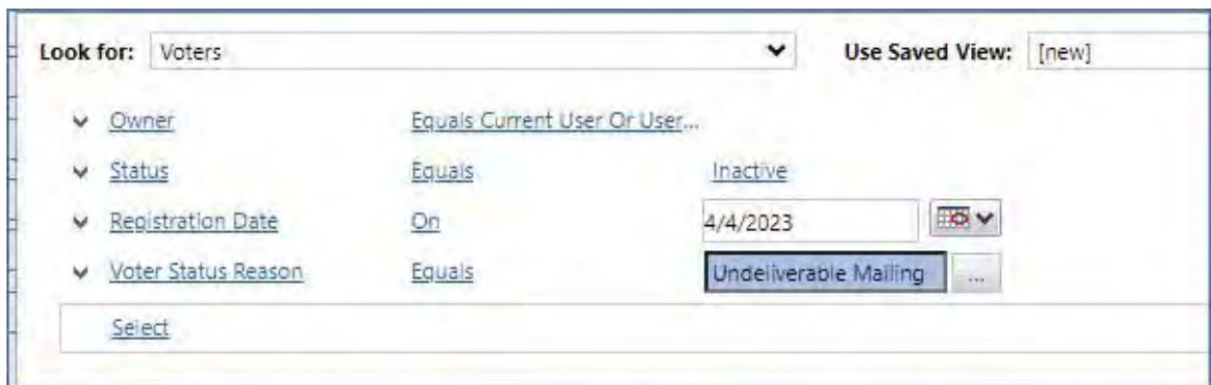 Look for: Voters Use Saved View: [new]
Owner Equals Current User Or User...
Status Equals Inactive
Registration Date On 4/4/2023
Voter Status Reason Equals Undeliverable Mailing ...
Select